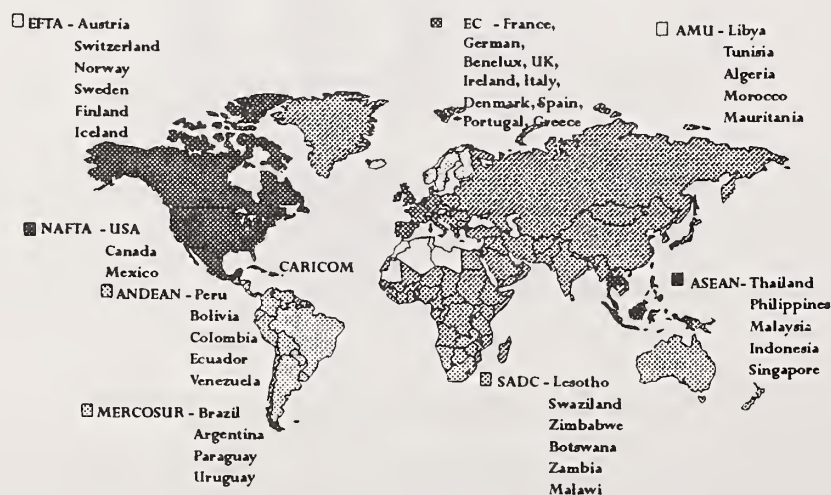 EFTA - Austria
Switzerland
Norway
Sweden
Finland
Iceland
EC - France,
German,
Benelux, UK,
Ireland, Italy,
Denmark, Spain,
Portugal, Greece
AMU - Libya
Tunisia
Algeria
Morocco
Mauritania
NAFTA - USA
Canada
Mexico
CARICOM
ANDEAN - Peru
Bolivia
Colombia
Ecuador
Venezuela
MERCOSUR - Brazil
Argentina
Paraguay
Uruguay
SADC - Lesotho
Swaziland
Zimbabwe
Botswana
Zambia
Malawi
ASEAN - Thailand
Philippines
Malaysia
Indonesia
Singapore